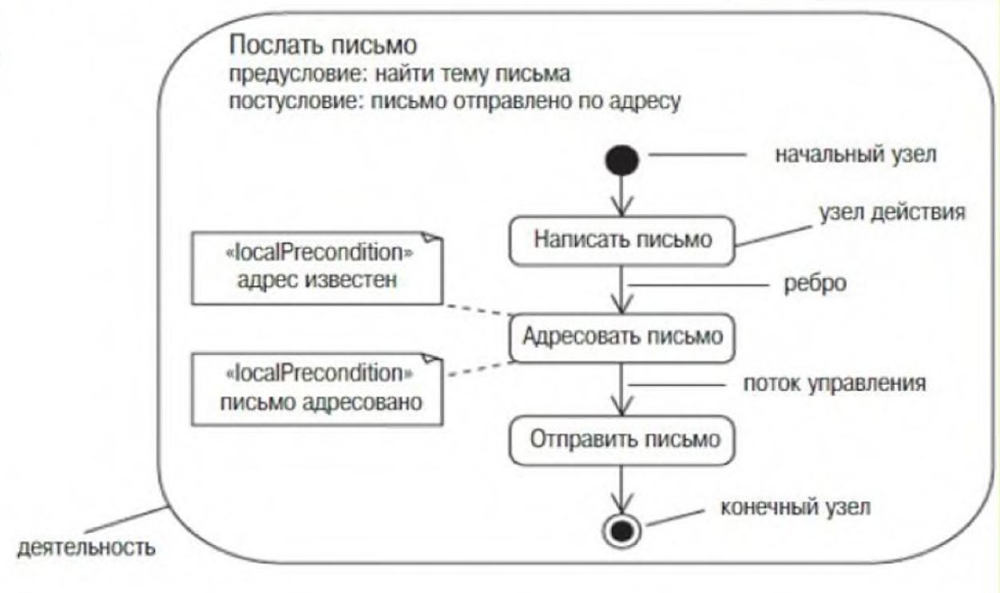 Послать письмо
предусловие: найти тему письма
постусловие: письмо отправлено по адресу
начальный узел
узел действия
Написать письмо
«localPrecondition»
адрес известен
ребро
Адресовать письмо
«localPrecondition»
письмо адресовано
поток управления
Отправить письмо
конечный узел
деятельность